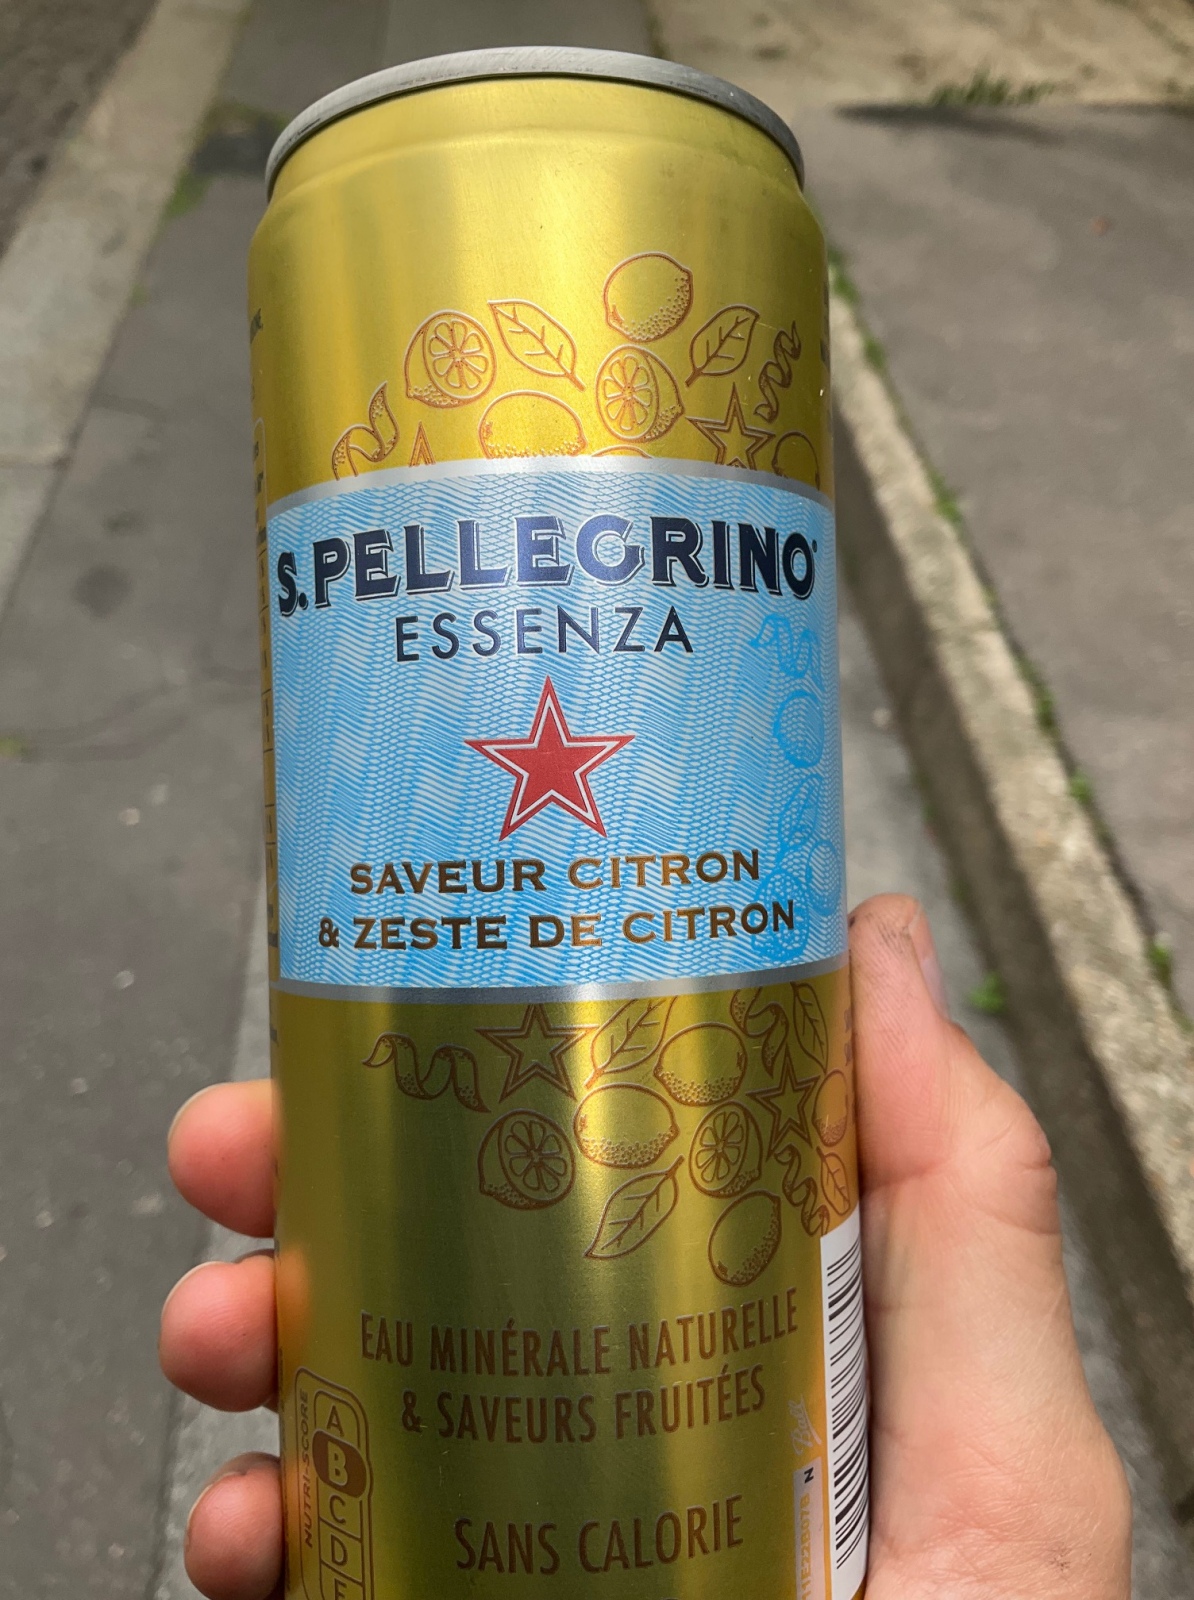 S.PELLEGRINO
ESSENZA
SAVEUR CITRON
& ZESTE DE CITRON
EAU MINÉRALE NATURELLE
& SAVEURS FRUITÉES
SANS CALORIE
NUTRI-SCORE
A
B
C
D